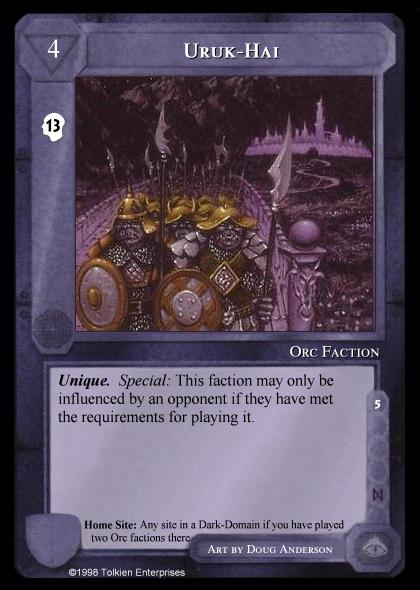 4
URUK-HAI
13
ORC FACTION
Unique. Special: This faction may only be
influenced by an opponent if they have met
the requirements for playing it.
5
Home Site: Any site in a Dark-Domain if you have played
two Orc factions there.
ART BY DOUG ANDERSON
©1998 Tolkien Enterprises